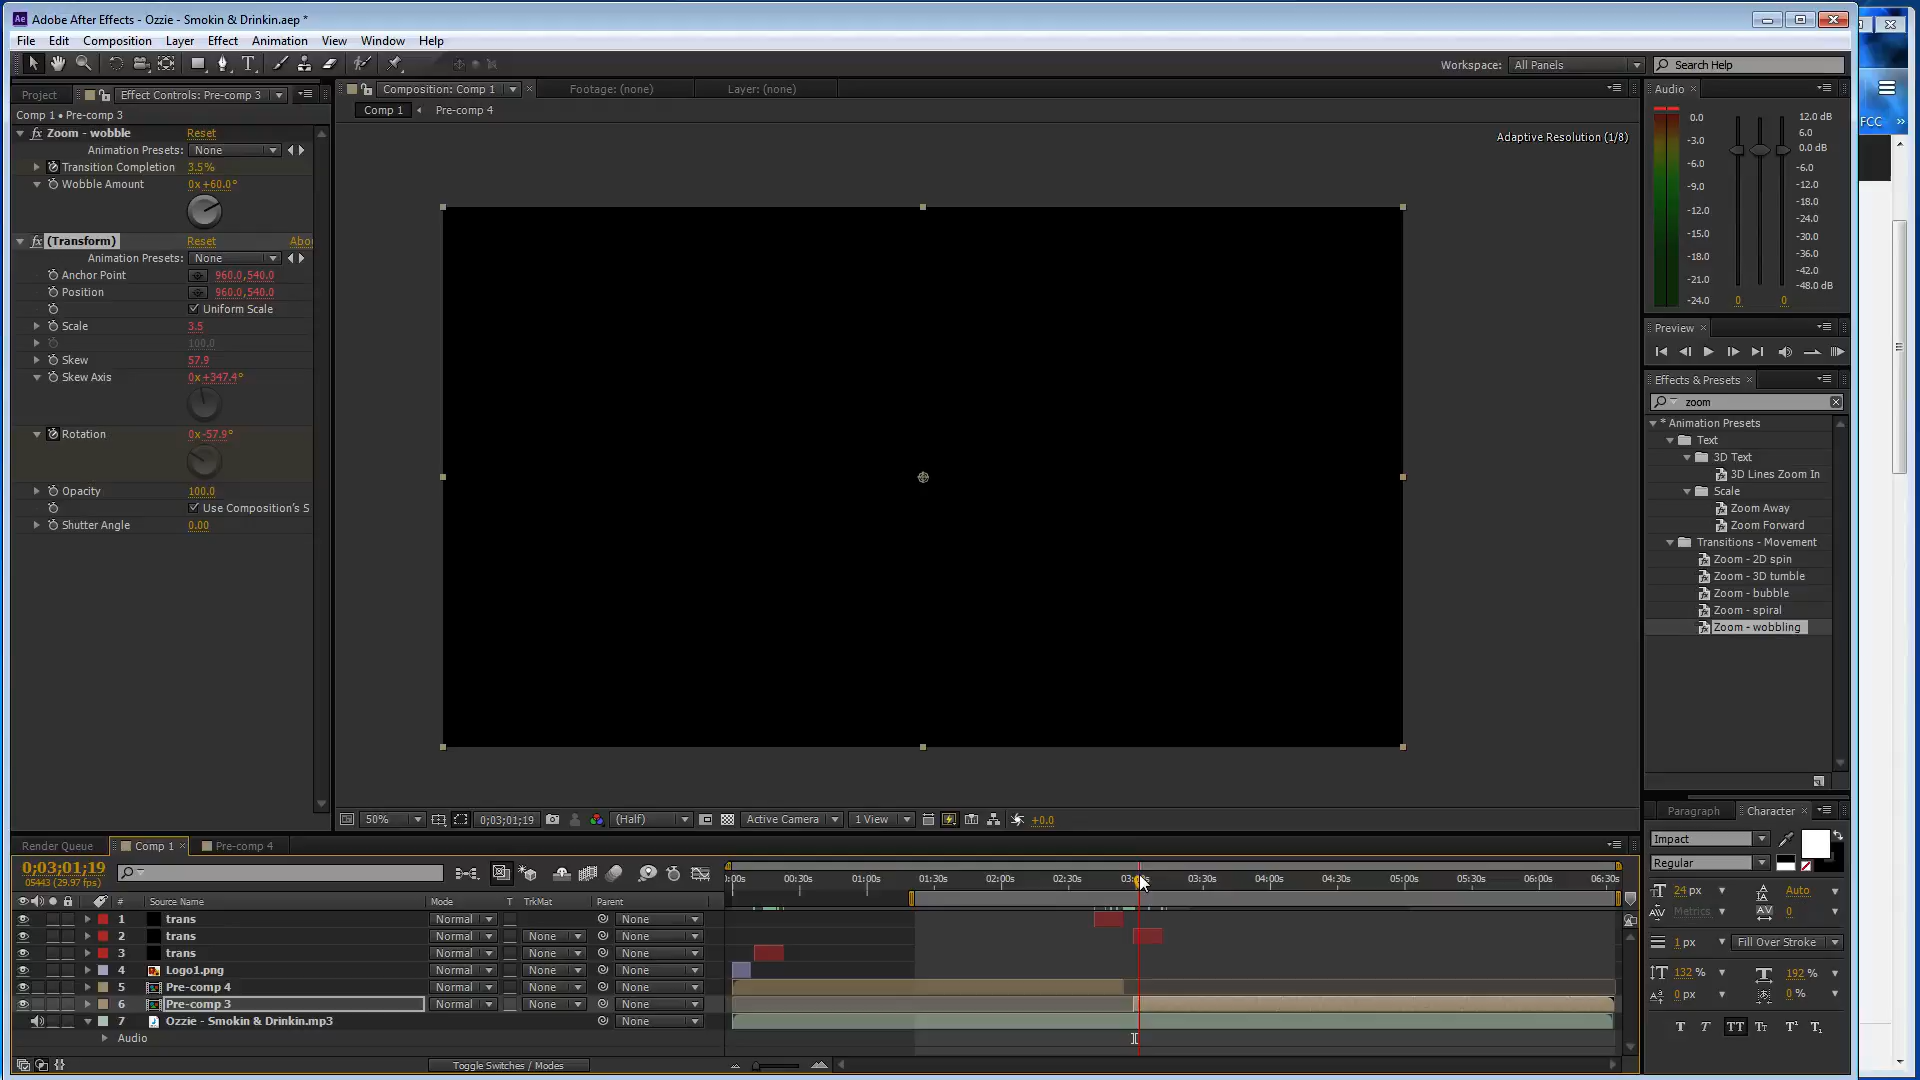 Adobe After Effects - Ozzie - Smokin & Drinkin.aep *
File Edit Composition Layer Effect Animation View Window Help
Workspace: All Panels Search Help
Project Effect Controls: Pre-comp 3 Composition: Comp 1 Footage: (none) Layer: (none) Audio
Comp 1 • Pre-comp 3
Comp 1 Pre-comp 4
Adaptive Resolution (1/8)
fx Zoom - wobble Reset
Animation Presets: None
Transition Completion 3.5%
Wobble Amount 0x+60.0°
fx (Transform) Reset Abo
Animation Presets: None
Anchor Point 960.0,540.0
Position 960.0,540.0
Uniform Scale
Scale 3.5
100.0
Skew 57.9
Skew Axis 0x+347.4°
Rotation 0x-57.9°
Opacity 100.0
Use Composition's S
Shutter Angle 0.00
0.0
-3.0
-6.0
-9.0
-12.0
-15.0
-18.0
-21.0
-24.0
12.0 dB
6.0
0.0 dB
-6.0
-12.0
-18.0
-24.0
-30.0
-36.0
-42.0
-48.0 dB
0 0
FCC »
Preview
Effects & Presets
zoom
* Animation Presets
Text
3D Text
3D Lines Zoom In
Scale
Zoom Away
Zoom Forward
Transitions - Movement
Zoom - 2D spin
Zoom - 3D tumble
Zoom - bubble
Zoom - spiral
Zoom - wobbling
50% 0;03;01;19 (Half) Active Camera 1 View +0.0
Paragraph Character
Impact
Regular
24 px Auto
Metrics 0
1 px Fill Over Stroke
132 % 192 %
0 px 0 %
T T TT Tt T¹ T₁
Render Queue Comp 1 Pre-comp 4
0;03;01;19
05443 (29.97 fps)
:00s 00:30s 01:00s 01:30s 02:00s 02:30s 03:00s 03:30s 04:00s 04:30s 05:00s 05:30s 06:00s 06:30s
# Source Name Mode T TrkMat Parent
1 trans Normal None
2 trans Normal None None
3 trans Normal None None
4 Logo1.png Normal None None
5 Pre-comp 4 Normal None None
6 Pre-comp 3 Normal None None
7 Ozzie - Smokin & Drinkin.mp3 None
Audio
Toggle Switches / Modes